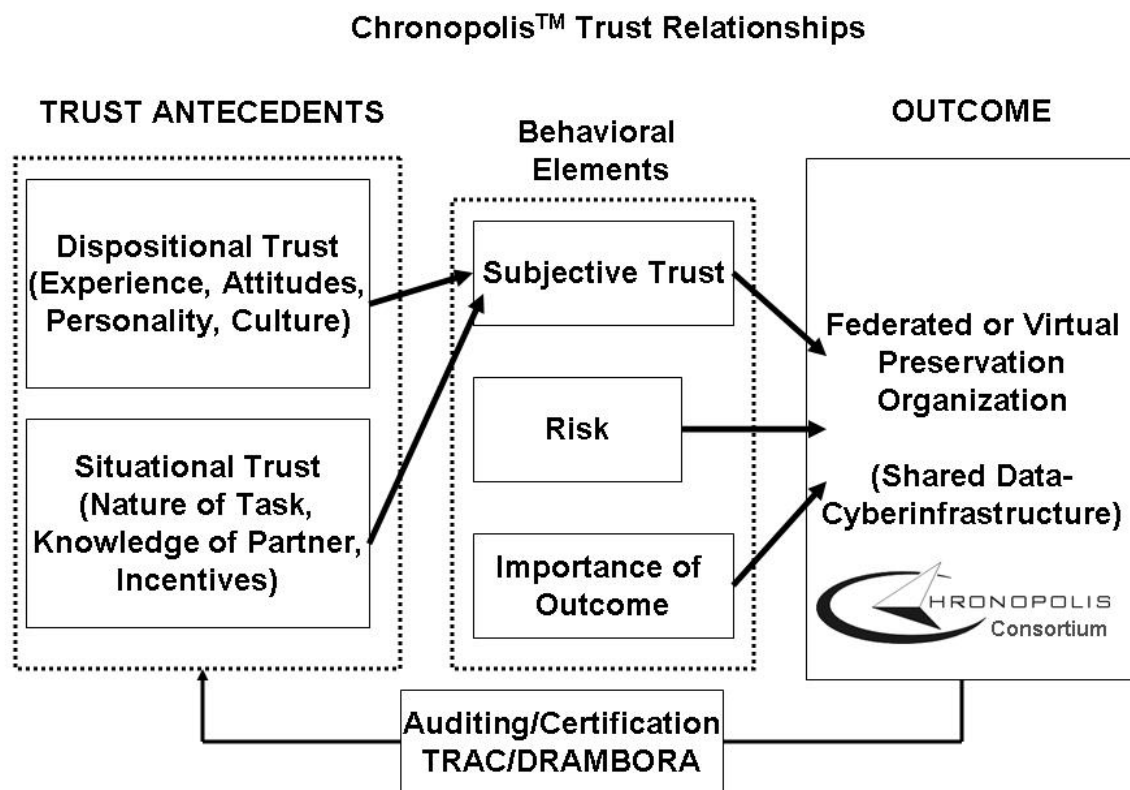 Chronopolis™ Trust Relationships
TRUST ANTECEDENTS
Dispositional Trust
(Experience, Attitudes,
Personality, Culture)
Situational Trust
(Nature of Task,
Knowledge of Partner,
Incentives)
Behavioral
Elements
Subjective Trust
Risk
Importance of
Outcome
OUTCOME
Federated or Virtual
Preservation
Organization
(Shared Data-
Cyberinfrastructure)
CHRONOPOLIS
Consortium
Auditing/Certification
TRAC/DRAMBORA